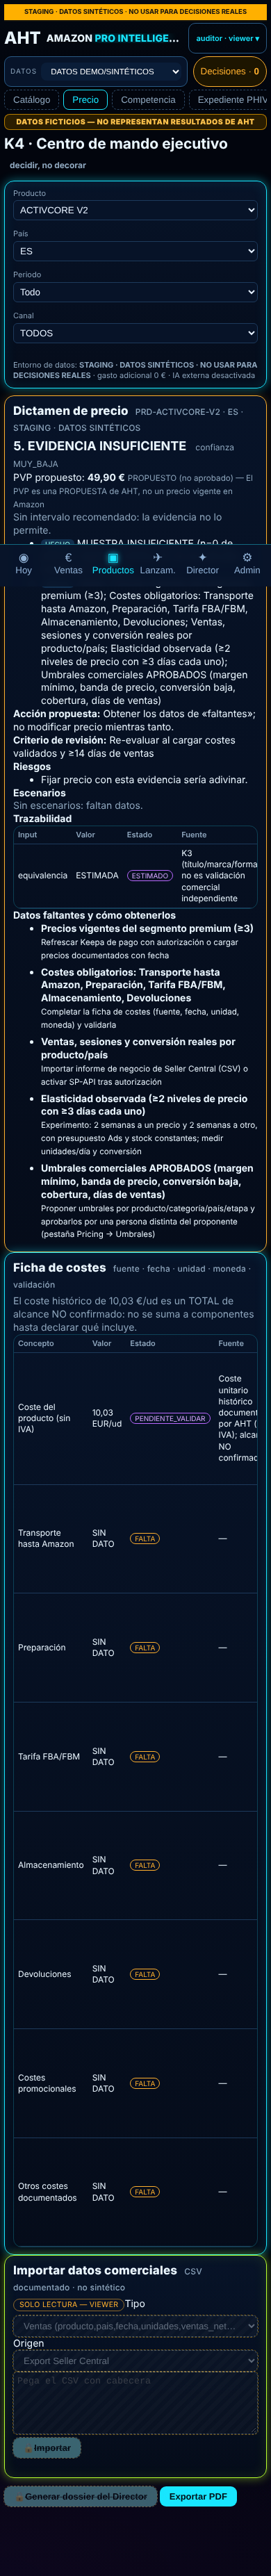 STAGING · DATOS SINTÉTICOS · NO USAR PARA DECISIONES REALES
AHT AMAZON PRO INTELLIGE... auditor · viewer ▾
DATOS DATOS DEMO/SINTÉTICOS Decisiones · 0
Catálogo Precio Competencia Expediente PHIV
DATOS FICTICIOS — NO REPRESENTAN RESULTADOS DE AHT
K4 · Centro de mando ejecutivo
decidir, no decorar
Producto
ACTIVCORE V2
País
ES
Periodo
Todo
Canal
TODOS
Entorno de datos: STAGING · DATOS SINTÉTICOS · NO USAR PARA
DECISIONES REALES · gasto adicional 0 € · IA externa desactivada
Dictamen de precio PRD-ACTIVCORE-V2 · ES ·
STAGING · DATOS SINTÉTICOS
5. EVIDENCIA INSUFICIENTE confianza
MUY_BAJA
PVP propuesto: 49,90 € PROPUESTO (no aprobado) — El
PVP es una PROPUESTA de AHT, no un precio vigente en
Amazon
Sin intervalo recomendado: la evidencia no lo
permite.
HECHO MUESTRA INSUFICIENTE (n=0 de
Hoy Ventas Productos Lanzam. Director Admin
premium (≥3); Costes obligatorios: Transporte
hasta Amazon, Preparación, Tarifa FBA/FBM,
Almacenamiento, Devoluciones; Ventas,
sesiones y conversión reales por
producto/país; Elasticidad observada (≥2
niveles de precio con ≥3 días cada uno);
Umbrales comerciales APROBADOS (margen
mínimo, banda de precio, conversión baja,
cobertura, días de ventas)
Acción propuesta: Obtener los datos de «faltantes»;
no modificar precio mientras tanto.
Criterio de revisión: Re-evaluar al cargar costes
validados y ≥14 días de ventas
Riesgos
• Fijar precio con esta evidencia sería adivinar.
Escenarios
Sin escenarios: faltan datos.
Trazabilidad
Input Valor Estado Fuente
equivalencia ESTIMADA ESTIMADO K3
(título/marca/forma
no es validación
comercial
independiente
Datos faltantes y cómo obtenerlos
• Precios vigentes del segmento premium (≥3)
Refrescar Keepa de pago con autorización o cargar
precios documentados con fecha
• Costes obligatorios: Transporte hasta
Amazon, Preparación, Tarifa FBA/FBM,
Almacenamiento, Devoluciones
Completar la ficha de costes (fuente, fecha, unidad,
moneda) y validarla
• Ventas, sesiones y conversión reales por
producto/país
Importar informe de negocio de Seller Central (CSV) o
activar SP-API tras autorización
• Elasticidad observada (≥2 niveles de precio
con ≥3 días cada uno)
Experimento: 2 semanas a un precio y 2 semanas a otro,
con presupuesto Ads y stock constantes; medir
unidades/día y conversión
• Umbrales comerciales APROBADOS (margen
mínimo, banda de precio, conversión baja,
cobertura, días de ventas)
Proponer umbrales por producto/categoría/país/etapa y
aprobarlos por una persona distinta del proponente
(pestaña Pricing → Umbrales)
Ficha de costes fuente · fecha · unidad · moneda ·
validación
El coste histórico de 10,03 €/ud es un TOTAL de
alcance NO confirmado: no se suma a componentes
hasta declarar qué incluye.
Concepto Valor Estado Fuente
Coste del
producto (sin
IVA)
10,03
EUR/ud
PENDIENTE_VALIDAR
Coste
unitario
histórico
document
por AHT (
IVA); alca
NO
confirmad
Transporte
hasta Amazon
SIN
DATO
FALTA
—
Preparación
SIN
DATO
FALTA
—
Tarifa FBA/FBM
SIN
DATO
FALTA
—
Almacenamiento
SIN
DATO
FALTA
—
Devoluciones
SIN
DATO
FALTA
—
Costes
promocionales
SIN
DATO
FALTA
—
Otros costes
documentados
SIN
DATO
FALTA
—
Importar datos comerciales CSV
documentado · no sintético
SOLO LECTURA — VIEWER Tipo
Ventas (producto,pais,fecha,unidades,ventas_net...
Origen
Export Seller Central
Pega el CSV con cabecera
Importar
Generar dossier del Director Exportar PDF